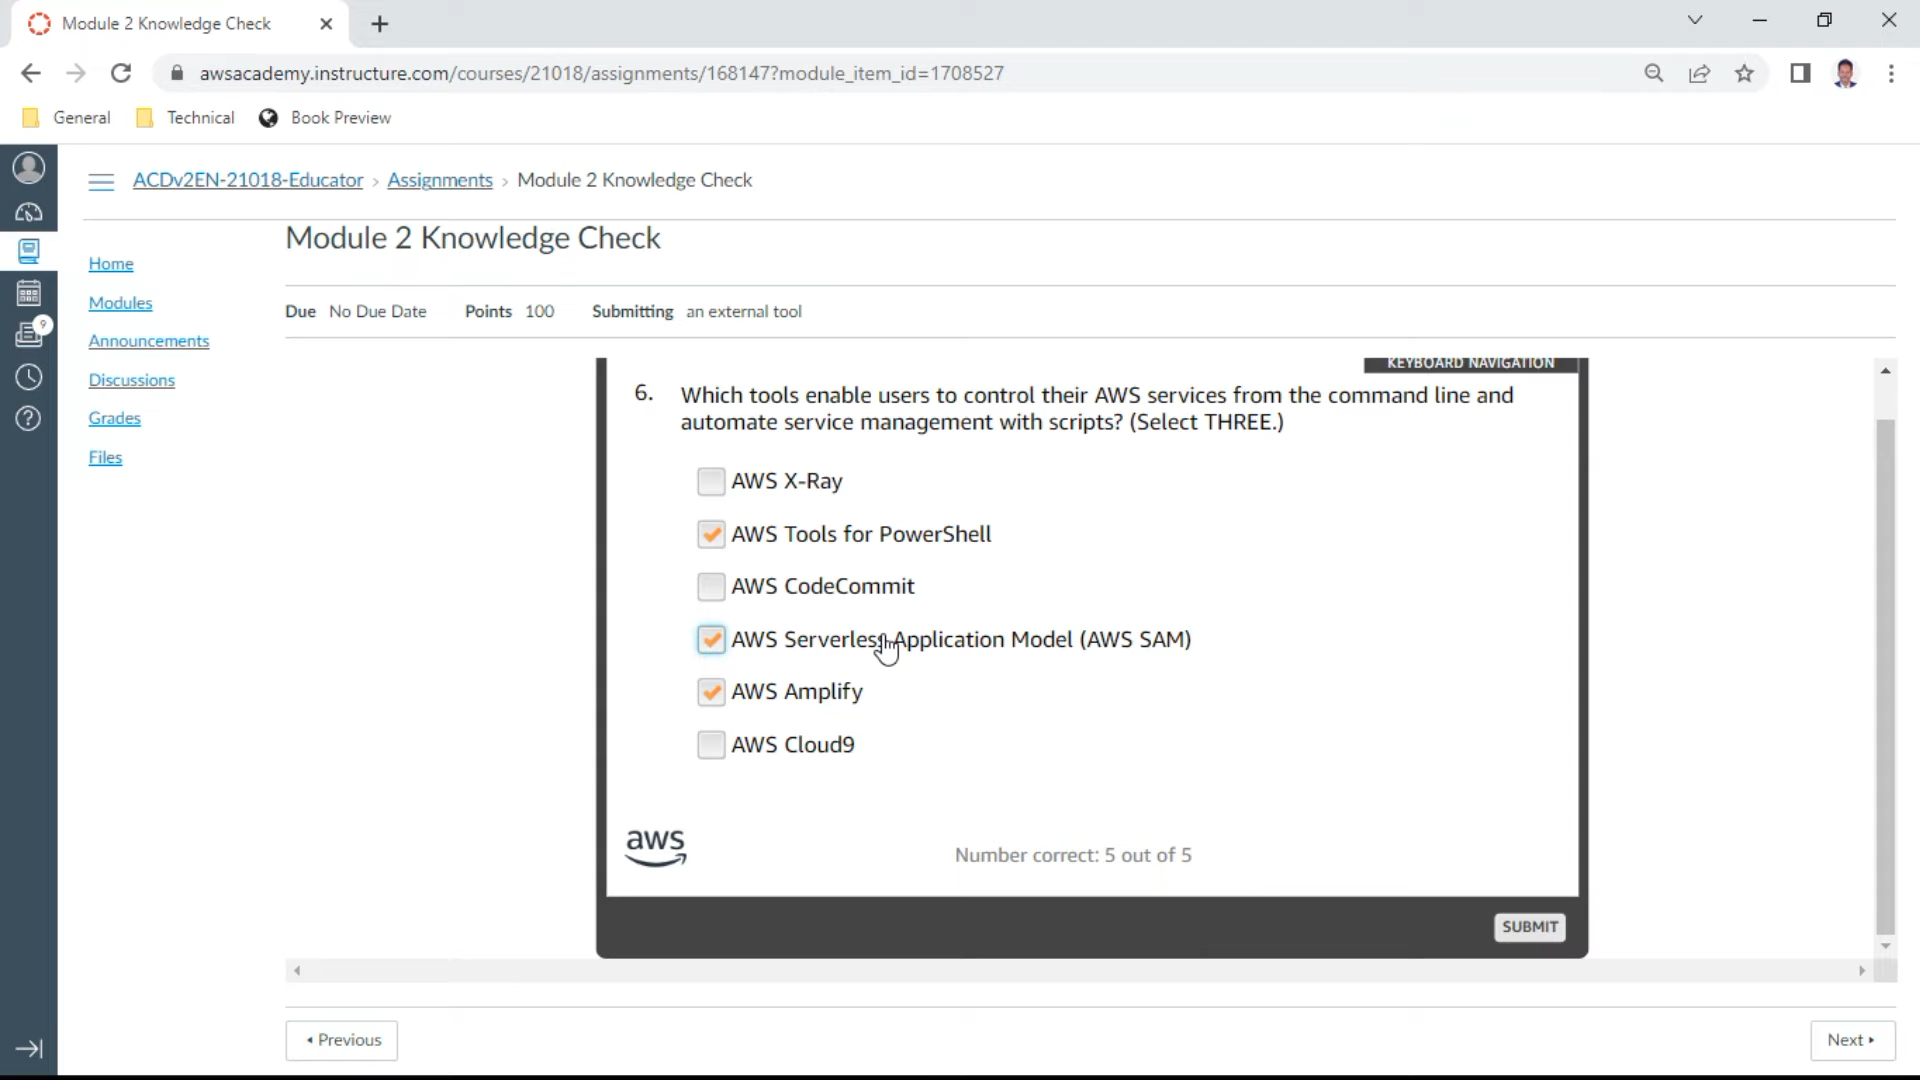 Module 2 Knowledge Check
awsacademy.instructure.com/courses/21018/assignments/168147?module_item_id=1708527
General
Technical
Book Preview
ACDv2EN-21018-Educator › Assignments › Module 2 Knowledge Check
9
Module 2 Knowledge Check
Home
Modules
Announcements
Discussions
Grades
Files
Due No Due Date Points 100 Submitting an external tool
KEYBOARD NAVIGATION
6. Which tools enable users to control their AWS services from the command line and
automate service management with scripts? (Select THREE.)
AWS X-Ray
AWS Tools for PowerShell
AWS CodeCommit
AWS Serverless Application Model (AWS SAM)
AWS Amplify
AWS Cloud9
aws
Number correct: 5 out of 5
SUBMIT
Previous
Next